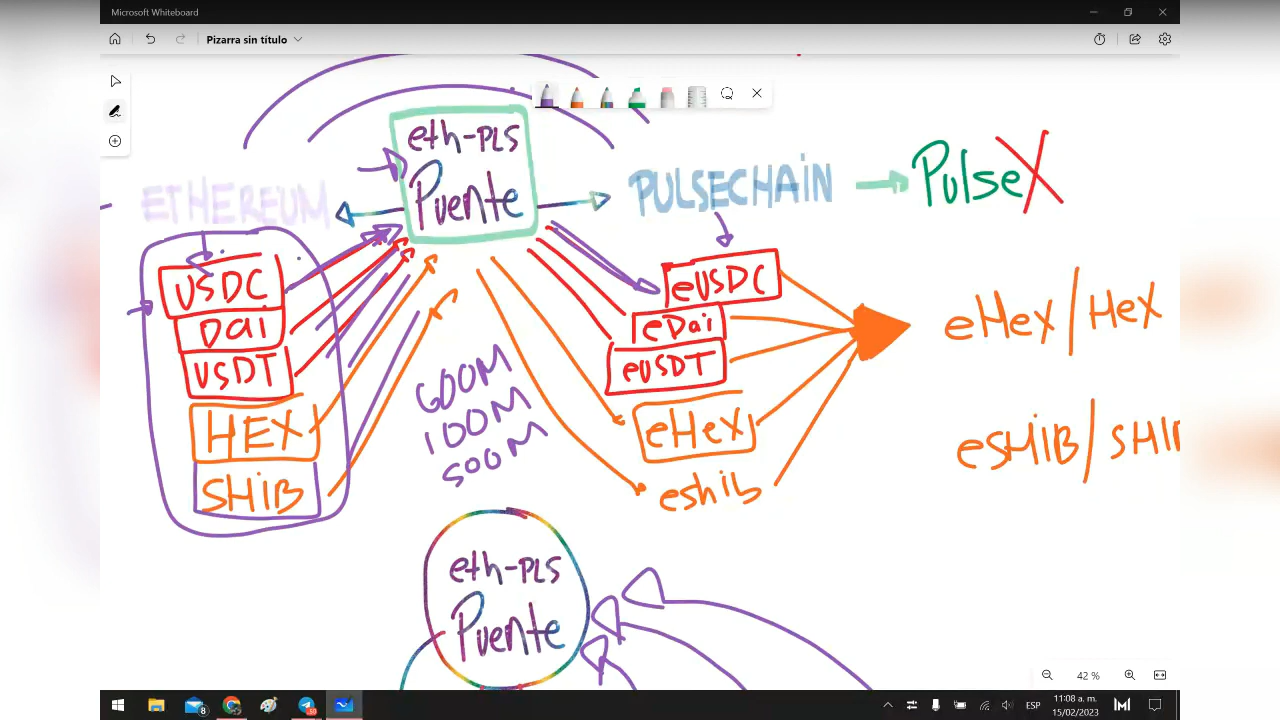 Microsoft Whiteboard
Pizarra sin título
eth-PLS
Puente
ETHEREUM
PULSECHAIN
PulseX
USDC
Dai
USDT
HEX
SHiB
600M
100M
500M
eUSDC
eDai
eUSDT
eHex
eshib
eHex/Hex
eSHiB/SHI
eth-PLS
Puente
42 %
8
50
ESP
11:08 a. m.
15/02/2023